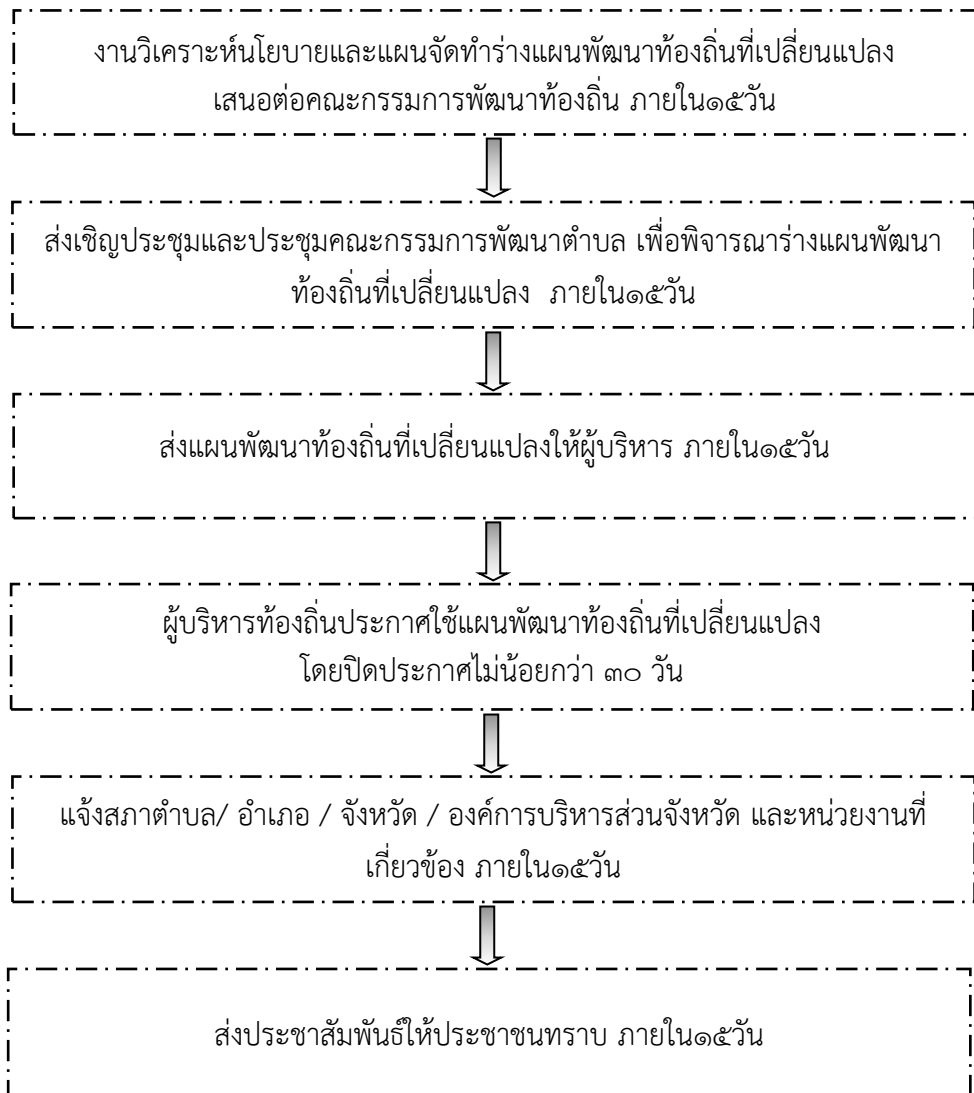 งานวิเคราะห์นโยบายและแผนจัดทำร่างแผนพัฒนาท้องถิ่นที่เปลี่ยนแปลง
เสนอต่อคณะกรรมการพัฒนาท้องถิ่น ภายใน๑๕วัน
ส่งเชิญประชุมและประชุมคณะกรรมการพัฒนาตำบล เพื่อพิจารณาร่างแผนพัฒนา
ท้องถิ่นที่เปลี่ยนแปลง ภายใน๑๕วัน
ส่งแผนพัฒนาท้องถิ่นที่เปลี่ยนแปลงให้ผู้บริหาร ภายใน๑๕วัน
ผู้บริหารท้องถิ่นประกาศใช้แผนพัฒนาท้องถิ่นที่เปลี่ยนแปลง
โดยปิดประกาศไม่น้อยกว่า ๓๐ วัน
แจ้งสภาตำบล/ อำเภอ / จังหวัด / องค์การบริหารส่วนจังหวัด และหน่วยงานที่
เกี่ยวข้อง ภายใน๑๕วัน
ส่งประชาสัมพันธ์ให้ประชาชนทราบ ภายใน๑๕วัน